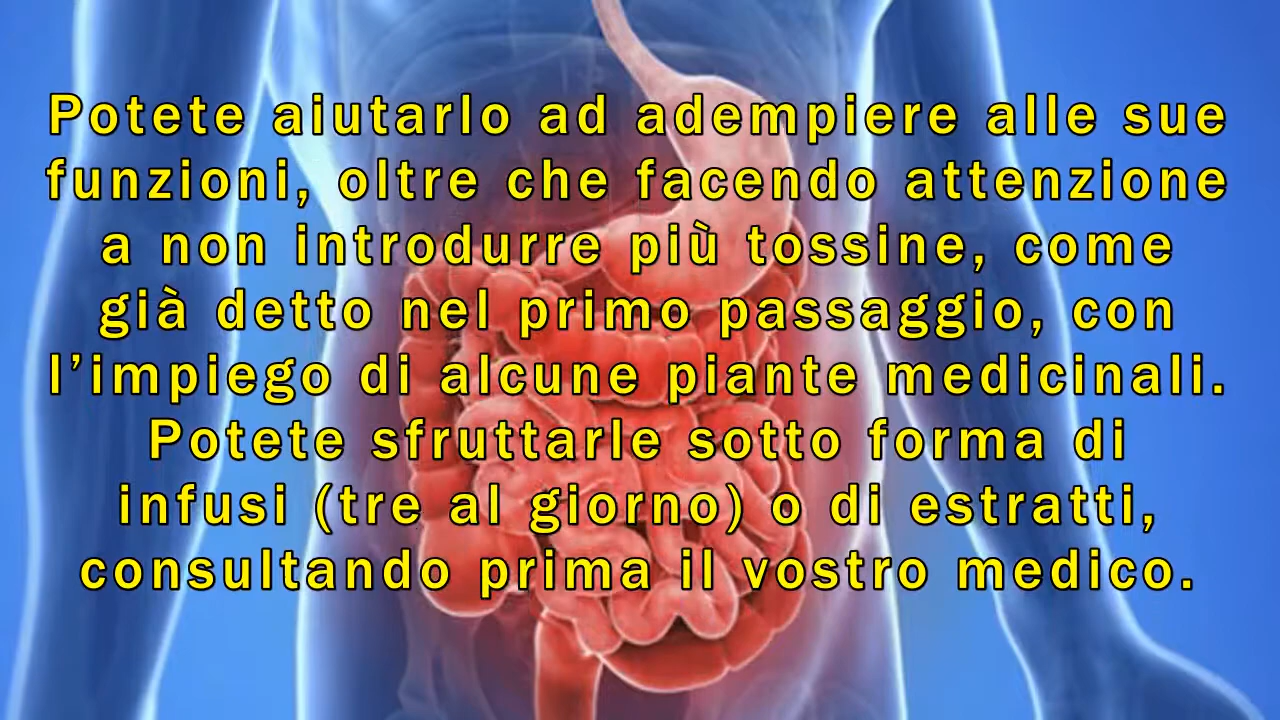 Potete aiutarlo ad adempiere alle sue
funzioni, oltre che facendo attenzione
a non introdurre più tossine, come
già detto nel primo passaggio, con
l’impiego di alcune piante medicinali.
Potete sfruttarle sotto forma di
infusi (tre al giorno) o di estratti,
consultando prima il vostro medico.